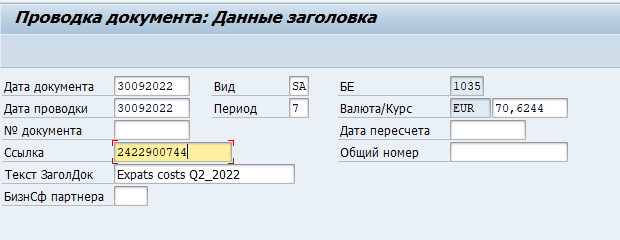 Проводка документа: Данные заголовка
Дата документа 30092022 Вид SA БЕ 1035
Дата проводки 30092022 Период 7 Валюта/Курс EUR 70,6244
№ документа Дата пересчета
Ссылка 2422900744 Общий номер
Текст ЗаголДок Expats costs Q2_2022
БизнСф партнера